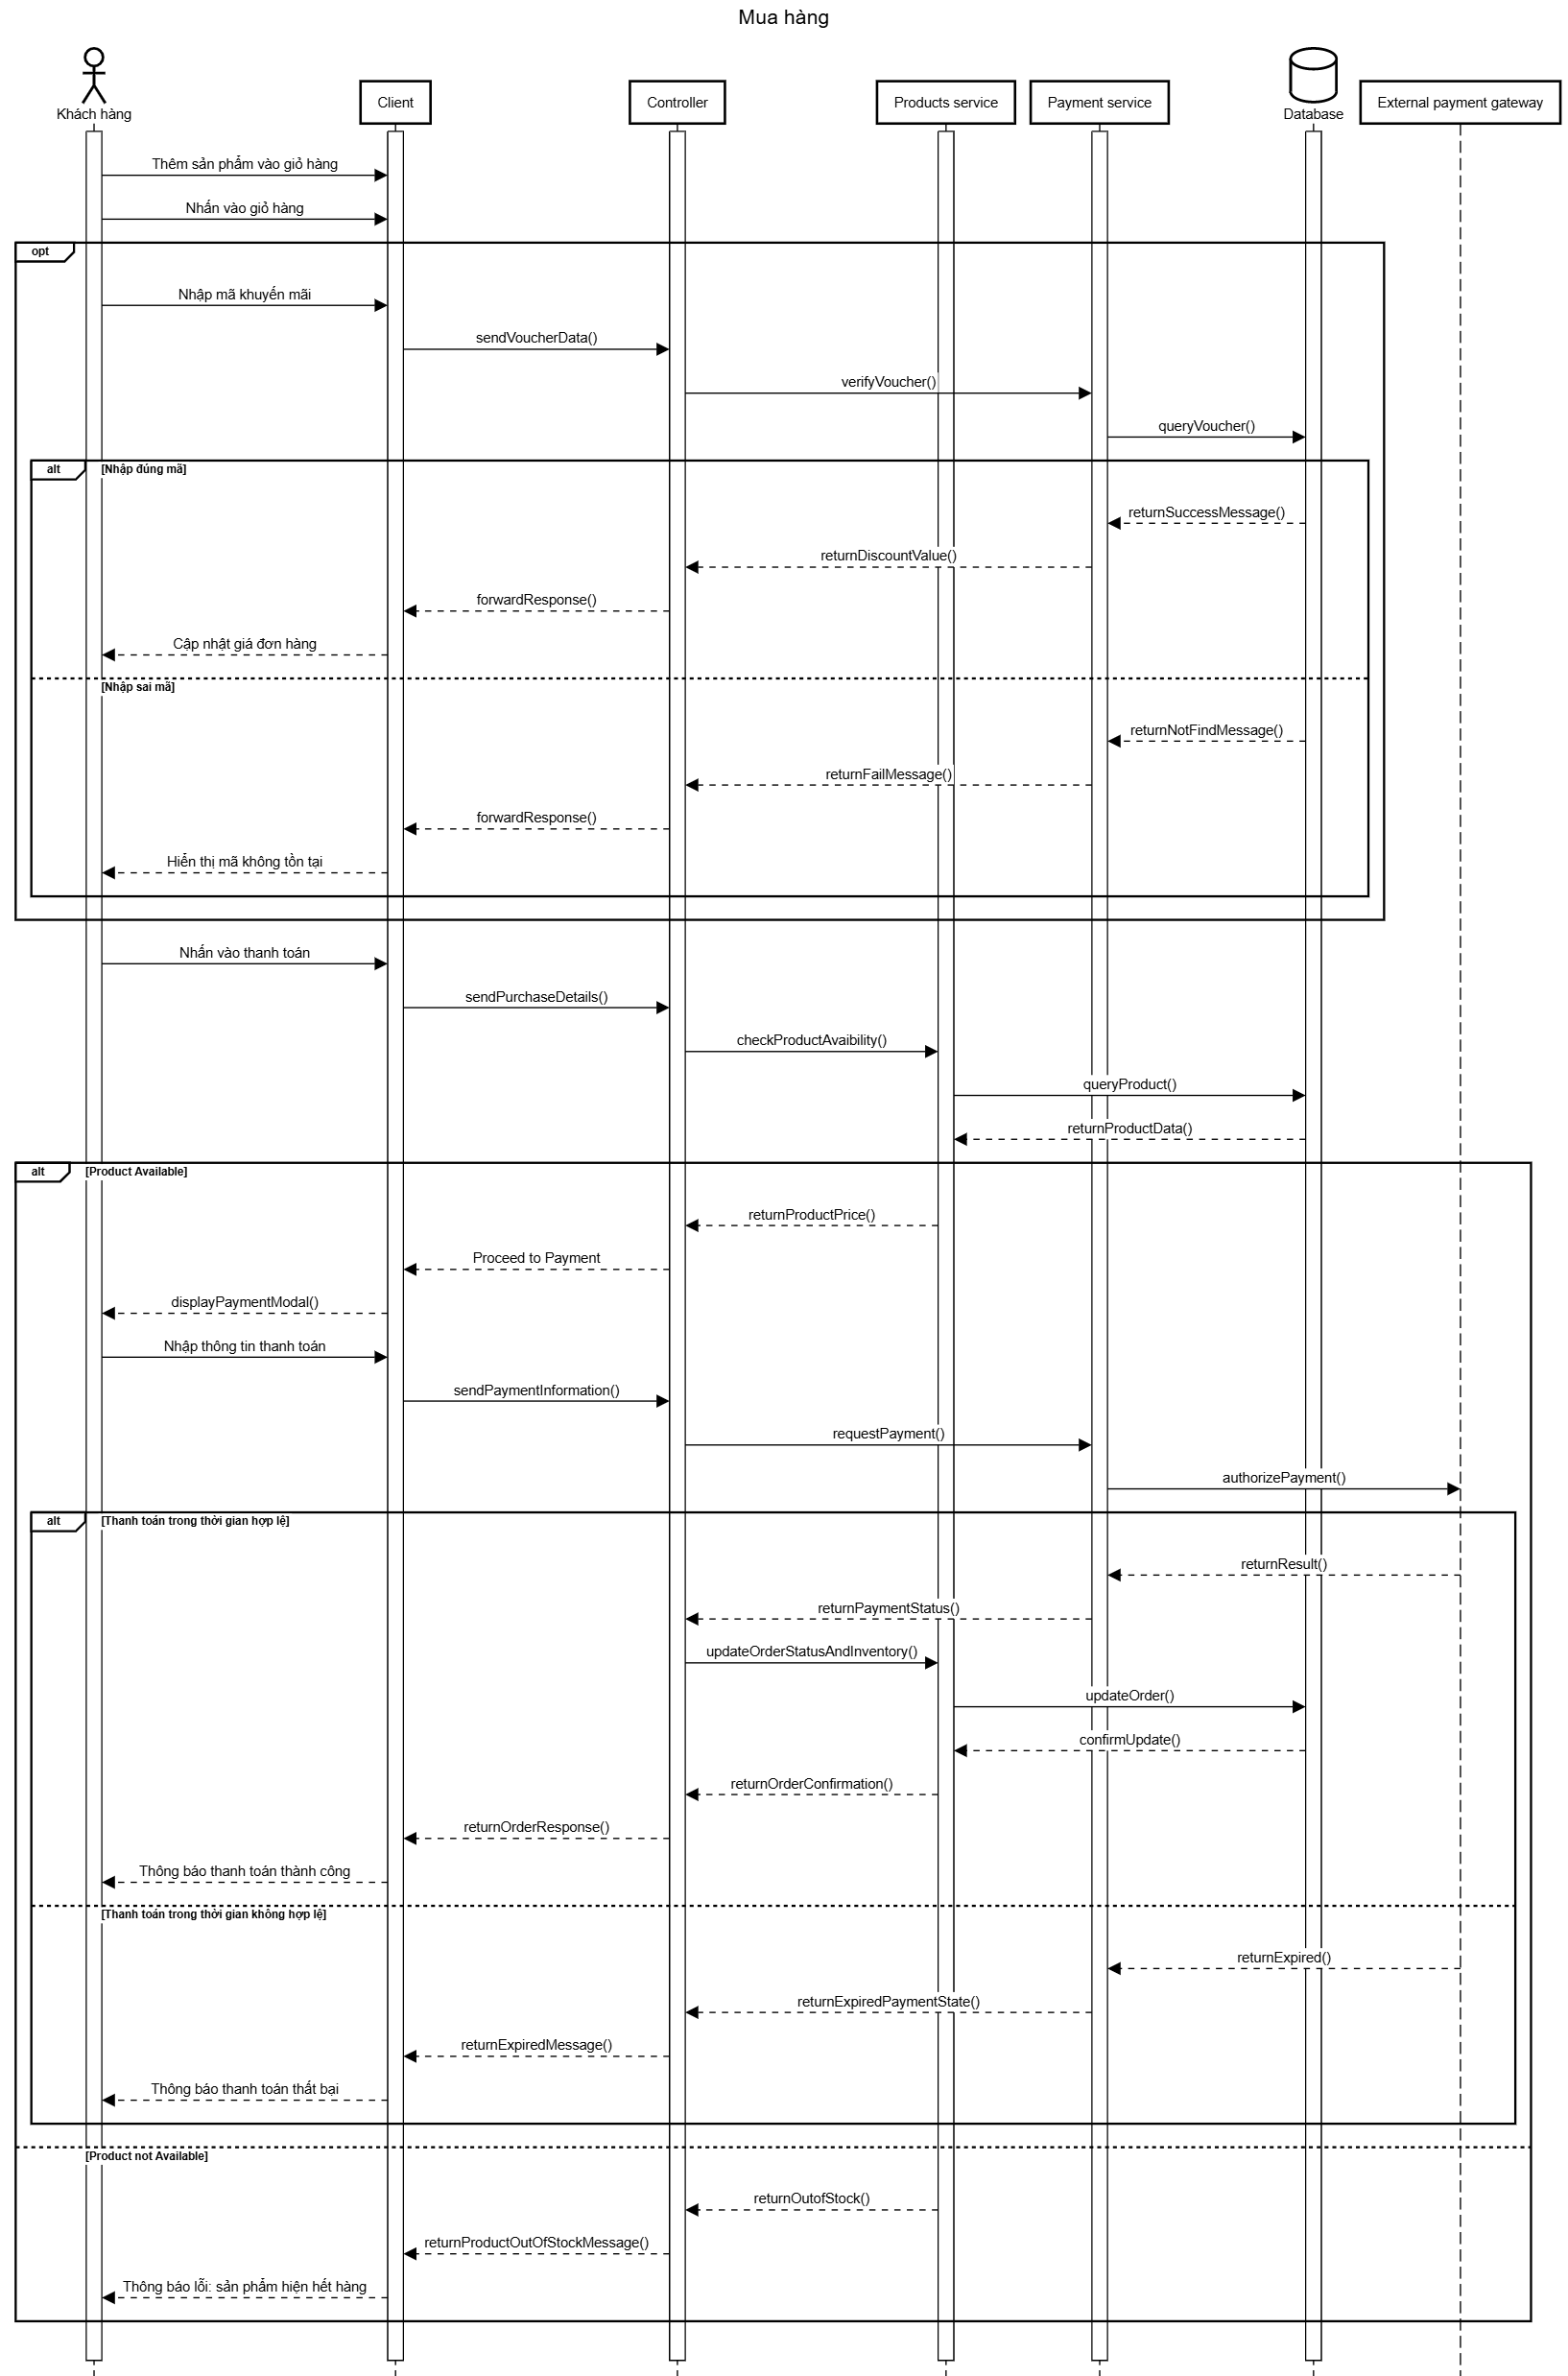 Mua hàng
Khách hàng
Client
Controller
Products service
Payment service
Database
External payment gateway
Thêm sản phẩm vào giỏ hàng
Nhấn vào giỏ hàng
opt
Nhập mã khuyến mãi
sendVoucherData()
verifyVoucher()
queryVoucher()
alt
[Nhập đúng mã]
returnSuccessMessage()
returnDiscountValue()
forwardResponse()
Cập nhật giá đơn hàng
[Nhập sai mã]
returnNotFindMessage()
returnFailMessage()
forwardResponse()
Hiển thị mã không tồn tại
Nhấn vào thanh toán
sendPurchaseDetails()
checkProductAvaibility()
queryProduct()
returnProductData()
alt
[Product Available]
returnProductPrice()
Proceed to Payment
displayPaymentModal()
Nhập thông tin thanh toán
sendPaymentInformation()
requestPayment()
authorizePayment()
alt
[Thanh toán trong thời gian hợp lệ]
returnResult()
returnPaymentStatus()
updateOrderStatusAndInventory()
updateOrder()
confirmUpdate()
returnOrderConfirmation()
returnOrderResponse()
Thông báo thanh toán thành công
[Thanh toán trong thời gian không hợp lệ]
returnExpired()
returnExpiredPaymentState()
returnExpiredMessage()
Thông báo thanh toán thất bại
[Product not Available]
returnOutofStock()
returnProductOutOfStockMessage()
Thông báo lỗi: sản phẩm hiện hết hàng